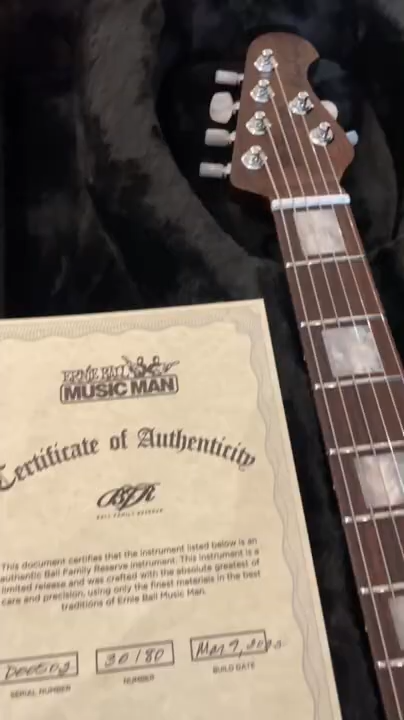 ERNIE BALL
MUSIC MAN
Certificate of Authenticity
BFR
BALL FAMILY RESERVE
This document certifies that the instrument listed below is an
authentic Ball Family Reserve instrument. This instrument is a
limited release and was crafted with the absolute greatest of
care and precision, using only the finest materials in the best
traditions of Ernie Ball Music Man.
30/80
SERIAL NUMBER
NUMBER
BUILD DATE